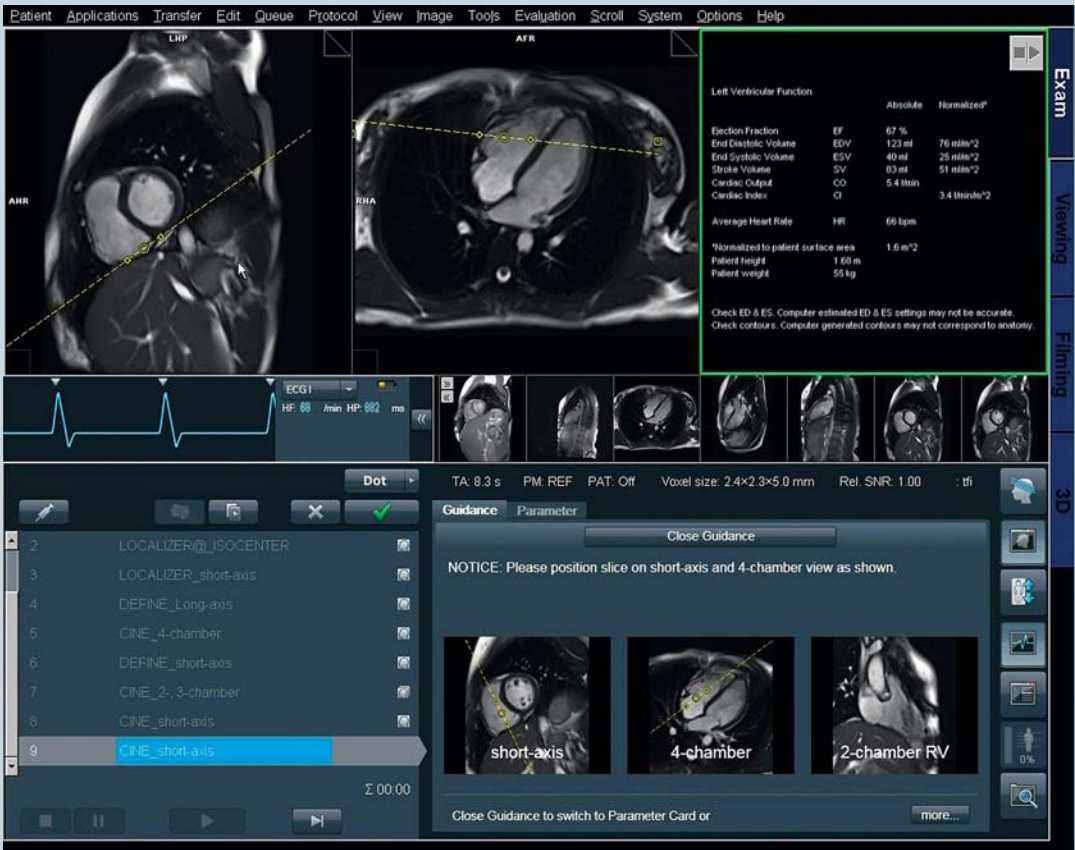 Patient Applications Transfer Edit Queue Protocol View Image Tools Evaluation Scroll System Options Help
LHP
AHR
AFR
RHA
Left Ventricular Function
Absolute Normalized*
Ejection Fraction EF 67 %
End Diastolic Volume EDV 123 ml 76 ml/m^2
End Systolic Volume ESV 40 ml 25 ml/m^2
Stroke Volume SV 83 ml 51 ml/m^2
Cardiac Output CO 5.4 l/min
Cardiac Index CI 3.4 l/min/m^2
Average Heart Rate HR 66 bpm
*Normalized to patient surface area 1.6 m^2
Patient height 1.68 m
Patient weight 55 kg
Check ED & ES. Computer estimated ED & ES settings may not be accurate.
Check contours. Computer generated contours may not correspond to anatomy.
Exam
Viewing
Filming
3D
ECG1
HF: 68 /min HP: 882 ms
Dot
TA: 8.3 s PM: REF PAT: Off Voxel size: 2.4×2.3×5.0 mm Rel. SNR: 1.00 : tfi
Guidance Parameter
Close Guidance
NOTICE: Please position slice on short-axis and 4-chamber view as shown.
2 LOCALIZER@_ISOCENTER
3 LOCALIZER_short-axis
4 DEFINE_Long-axis
5 CINE_4-chamber
6 DEFINE_short-axis
7 CINE_2-, 3-chamber
8 CINE_short-axis
9 CINE_short-axis
Σ 00:00
short-axis
4-chamber
2-chamber RV
0%
Close Guidance to switch to Parameter Card or
more...